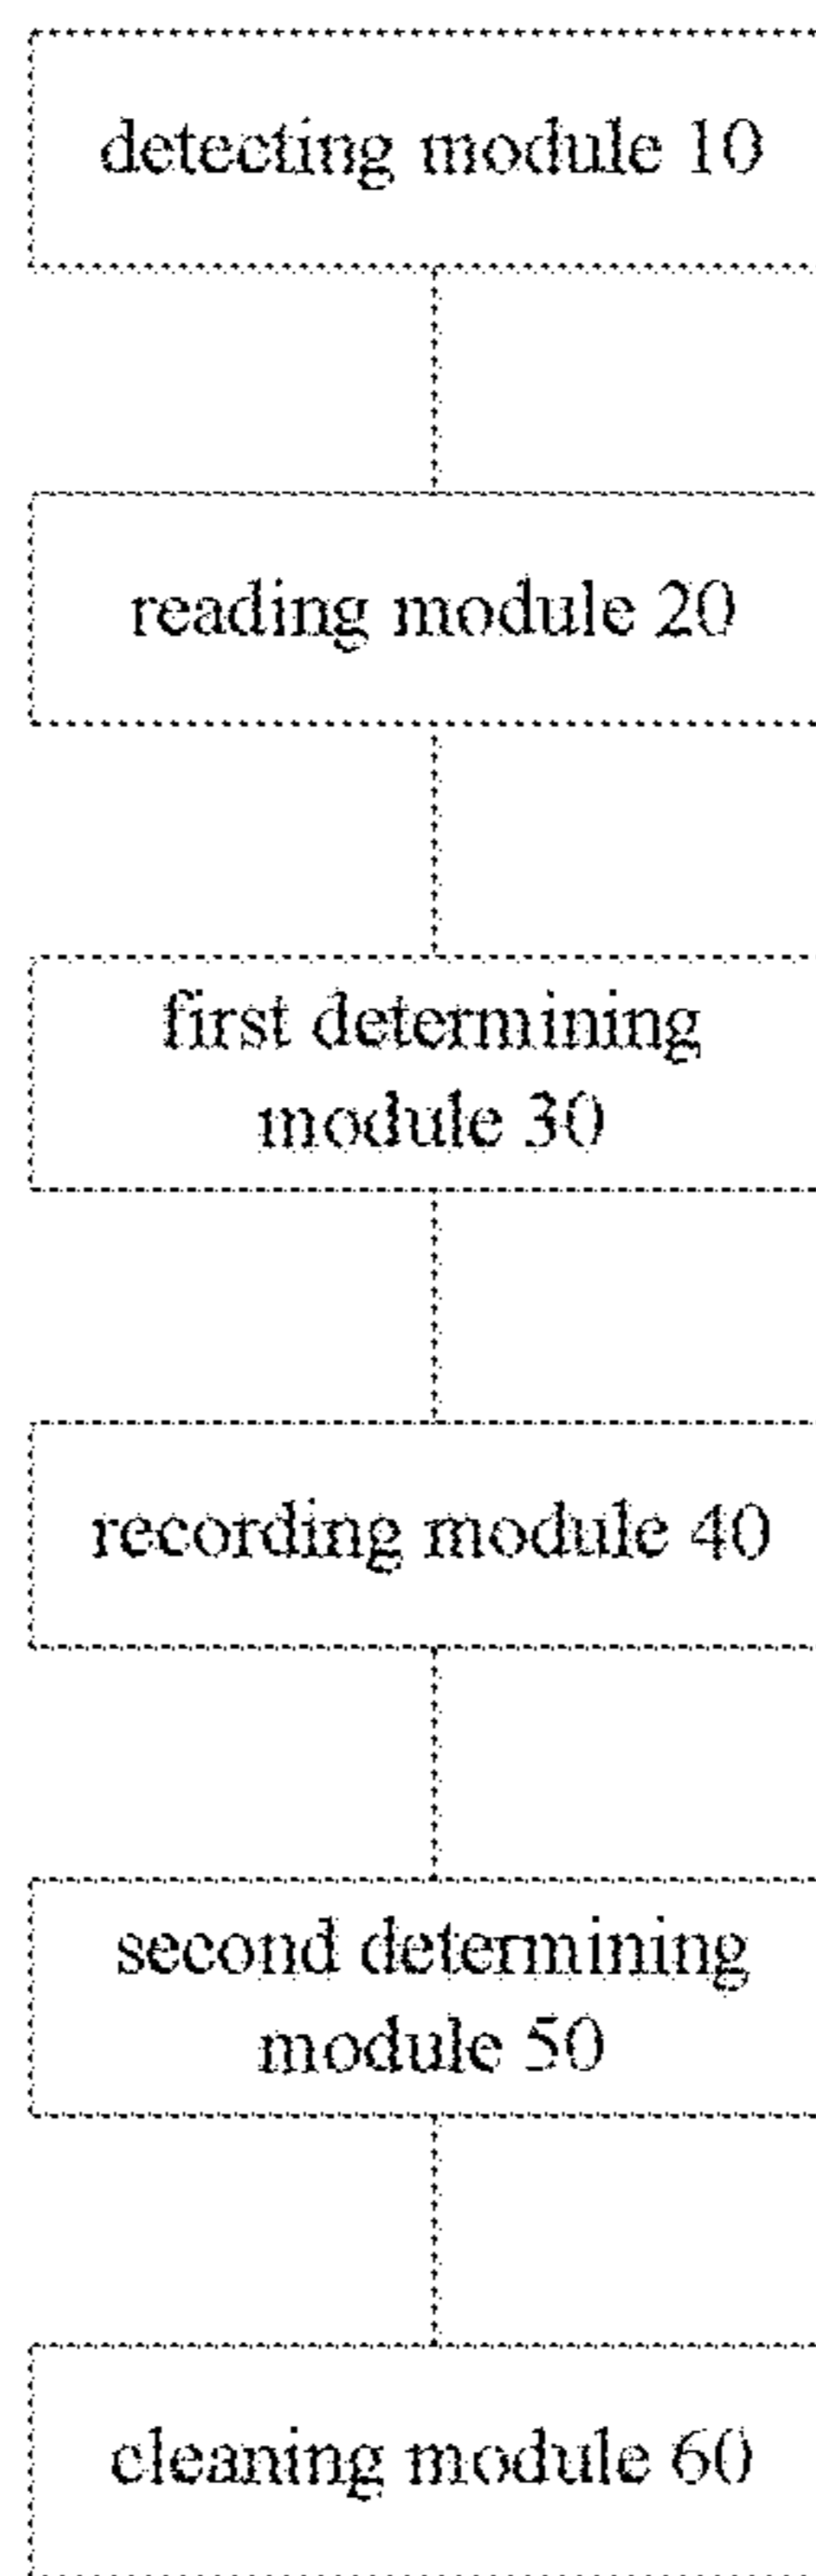 detecting module 10
reading module 20
first determining
module 30
recording module 40
second determining
module 50
cleaning module 60